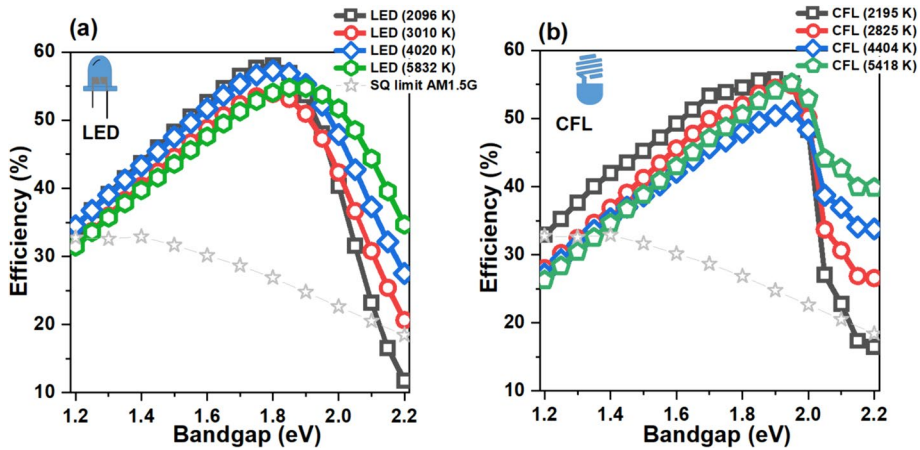 (a)
LED (2096 K)
LED (3010 K)
LED (4020 K)
LED (5832 K)
SQ limit AM1.5G
LED
60
50
40
30
20
10
Efficiency (%)
1.2 1.4 1.6 1.8 2.0 2.2
Bandgap (eV)
(b)
CFL (2195 K)
CFL (2825 K)
CFL (4404 K)
CFL (5418 K)
CFL
60
50
40
30
20
10
Efficiency (%)
1.2 1.4 1.6 1.8 2.0 2.2
Bandgap (eV)